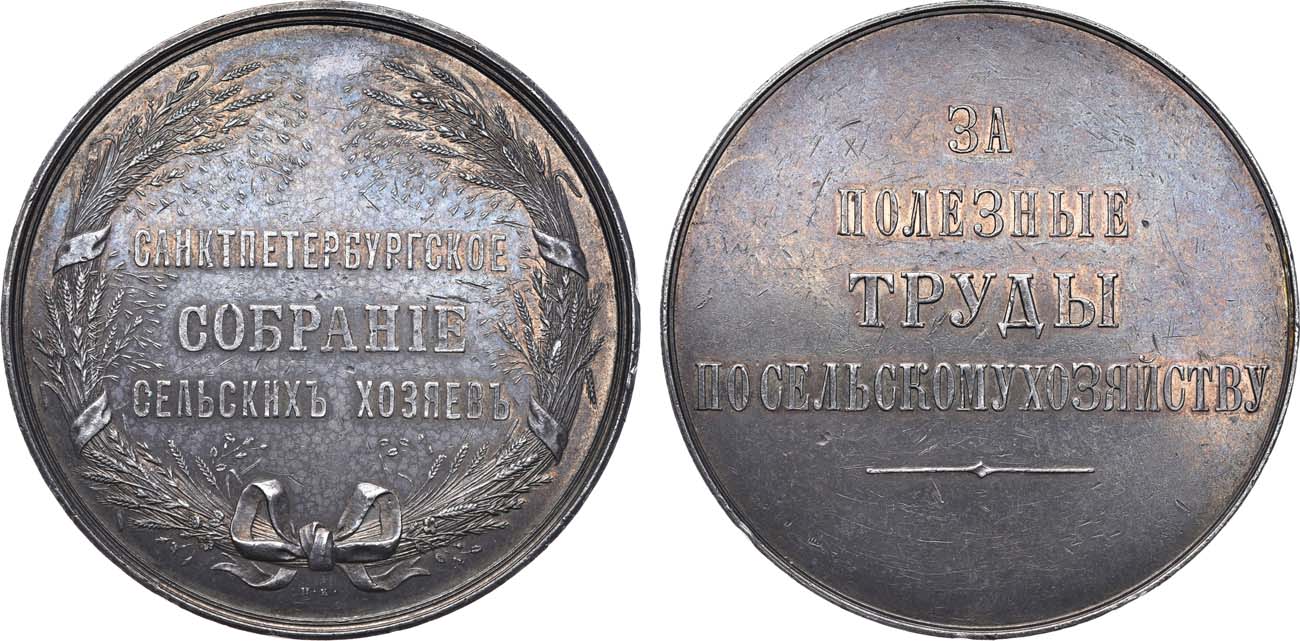 САНКТПЕТЕРБУРГСКОЕ
СОБРАНІЕ
СЕЛЬСКИХЪ ХОЗЯЕВЪ
ЗА
ПОЛЕЗНЫЕ
ТРУДЫ
ПО СЕЛЬСКОМУ ХОЗЯЙСТВУ